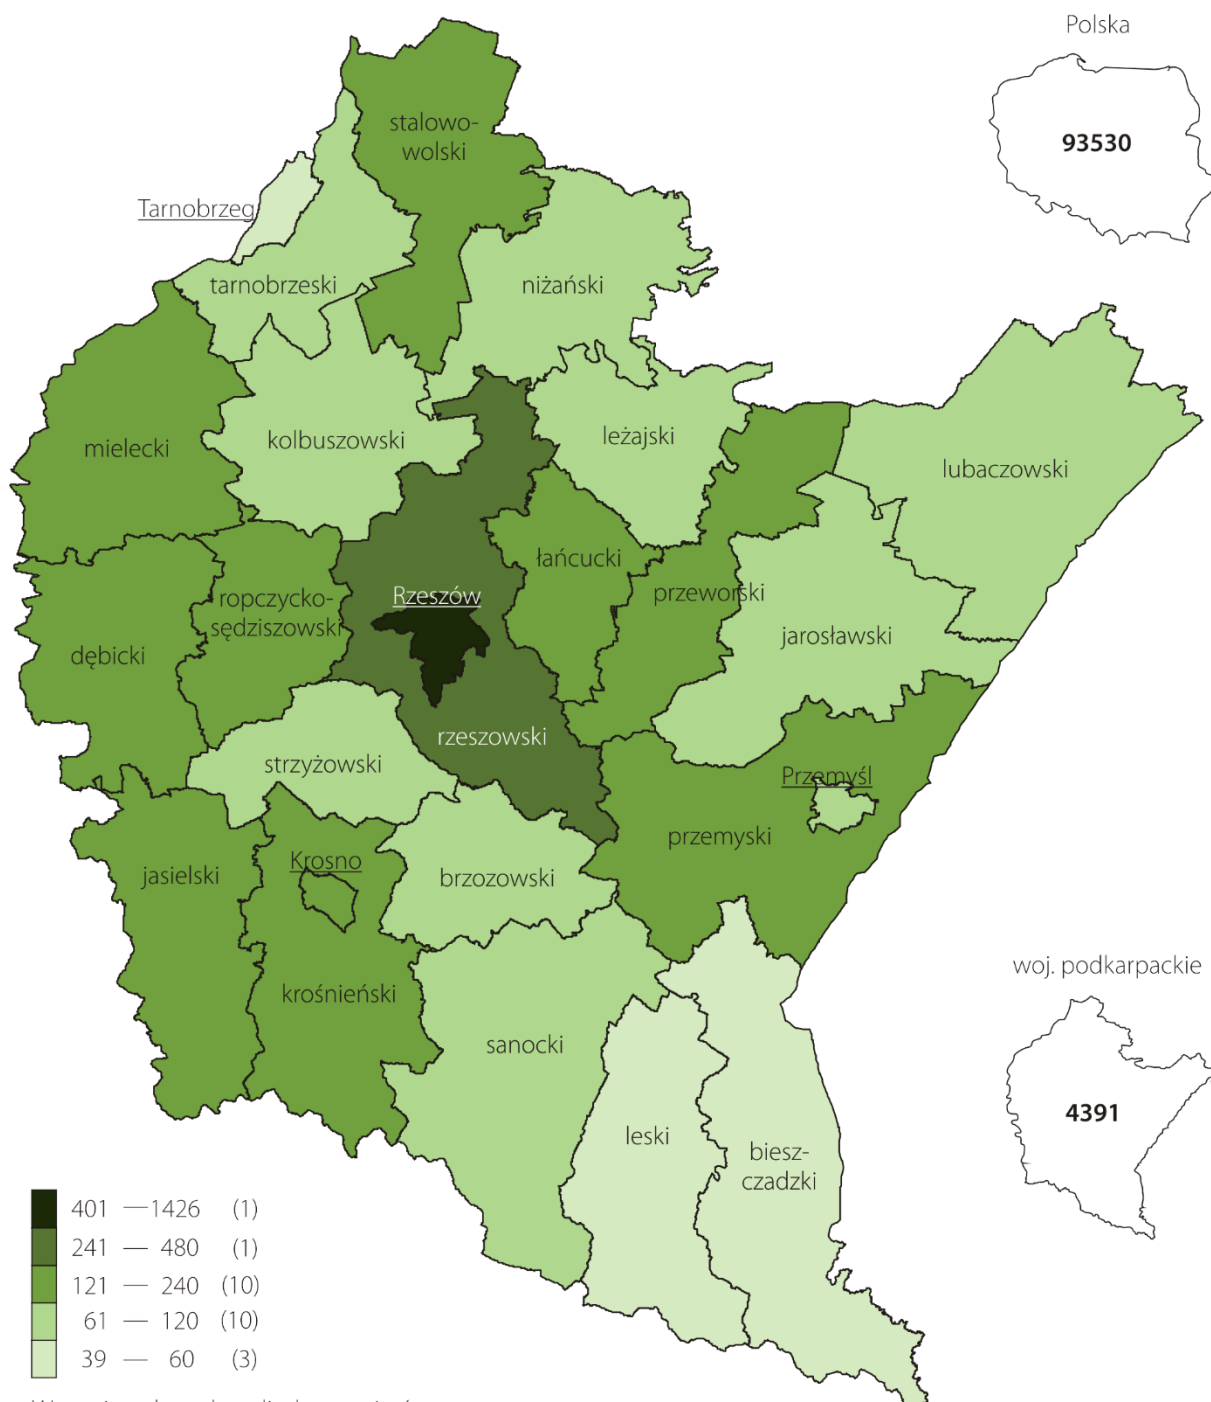 Polska
93530
stalowo-
wolski
Tarnobrzeg
tarnobrzeski
niżański
mielecki
kolbuszowski
leżajski
lubaczowski
łańcucki
ropczycko-
sędziszowski
Rzeszów
przeworski
jarosławski
dębicki
rzeszowski
strzyżowski
Przemyśl
przemyski
Krosno
jasielski
brzozowski
krośnieński
sanocki
woj. podkarpackie
4391
leski
biesz-
czadzki
401 — 1426 (1)
241 — 480 (1)
121 — 240 (10)
61 — 120 (10)
39 — 60 (3)